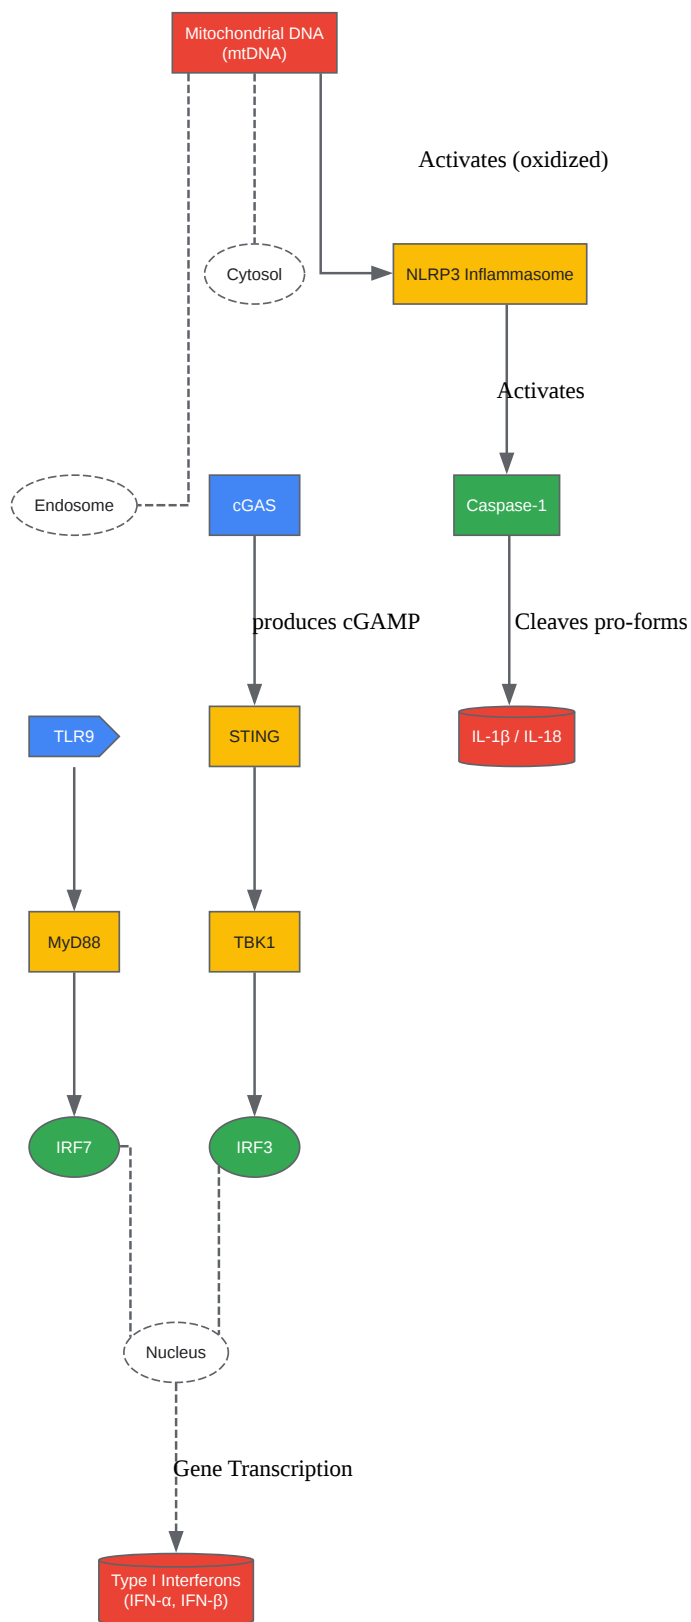 Mitochondrial DNA
(mtDNA)
Activates (oxidized)
Cytosol
NLRP3 Inflammasome
Activates
Endosome
cGAS
Caspase-1
produces cGAMP
Cleaves pro-forms
TLR9
STING
IL-1β / IL-18
MyD88
TBK1
IRF7
IRF3
Nucleus
Gene Transcription
Type I Interferons
(IFN-α, IFN-β)